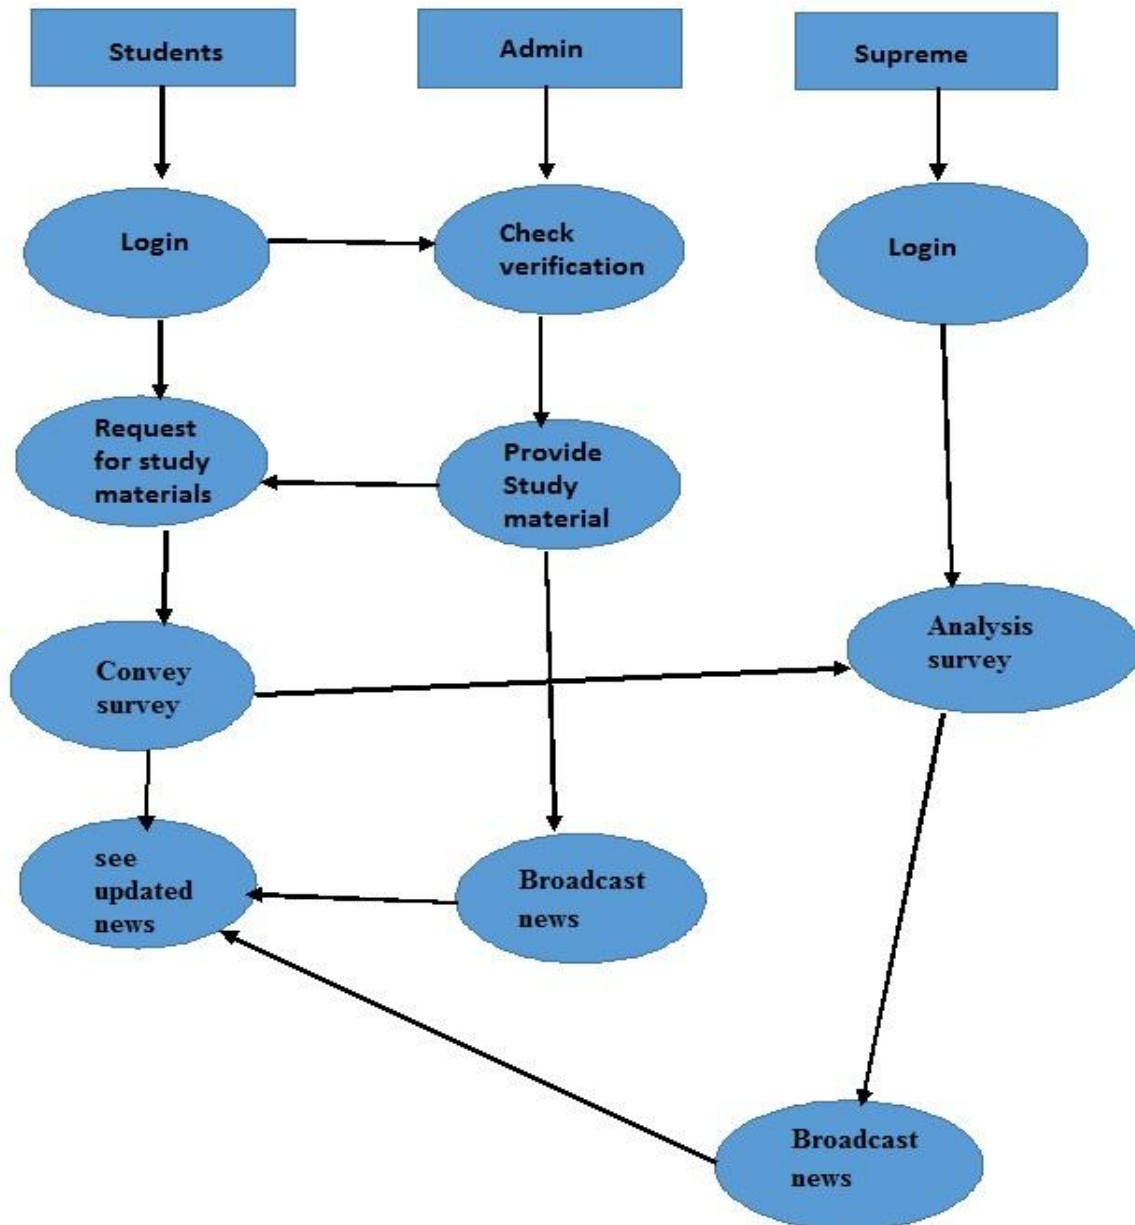 Students
Admin
Supreme
Login
Check
verification
Login
Request
for study
materials
Provide
Study
material
Convey
survey
Analysis
survey
see
updated
news
Broadcast
news
Broadcast
news